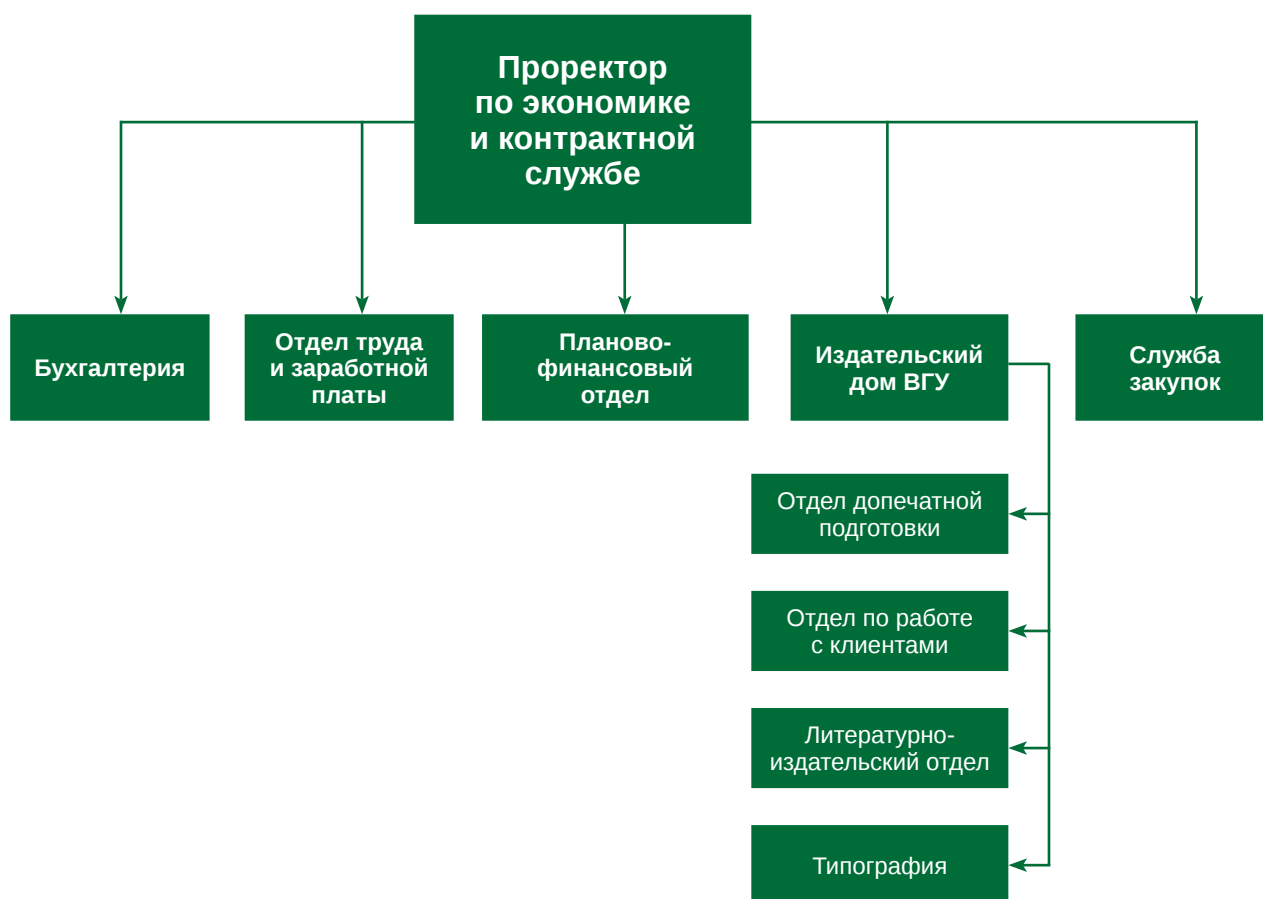 Проректор
по экономике
и контрактной
службе
Бухгалтерия
Отдел труда
и заработной
платы
Планово-
финансовый
отдел
Издательский
дом ВГУ
Служба
закупок
Отдел допечатной
подготовки
Отдел по работе
с клиентами
Литературно-
издательский отдел
Типография